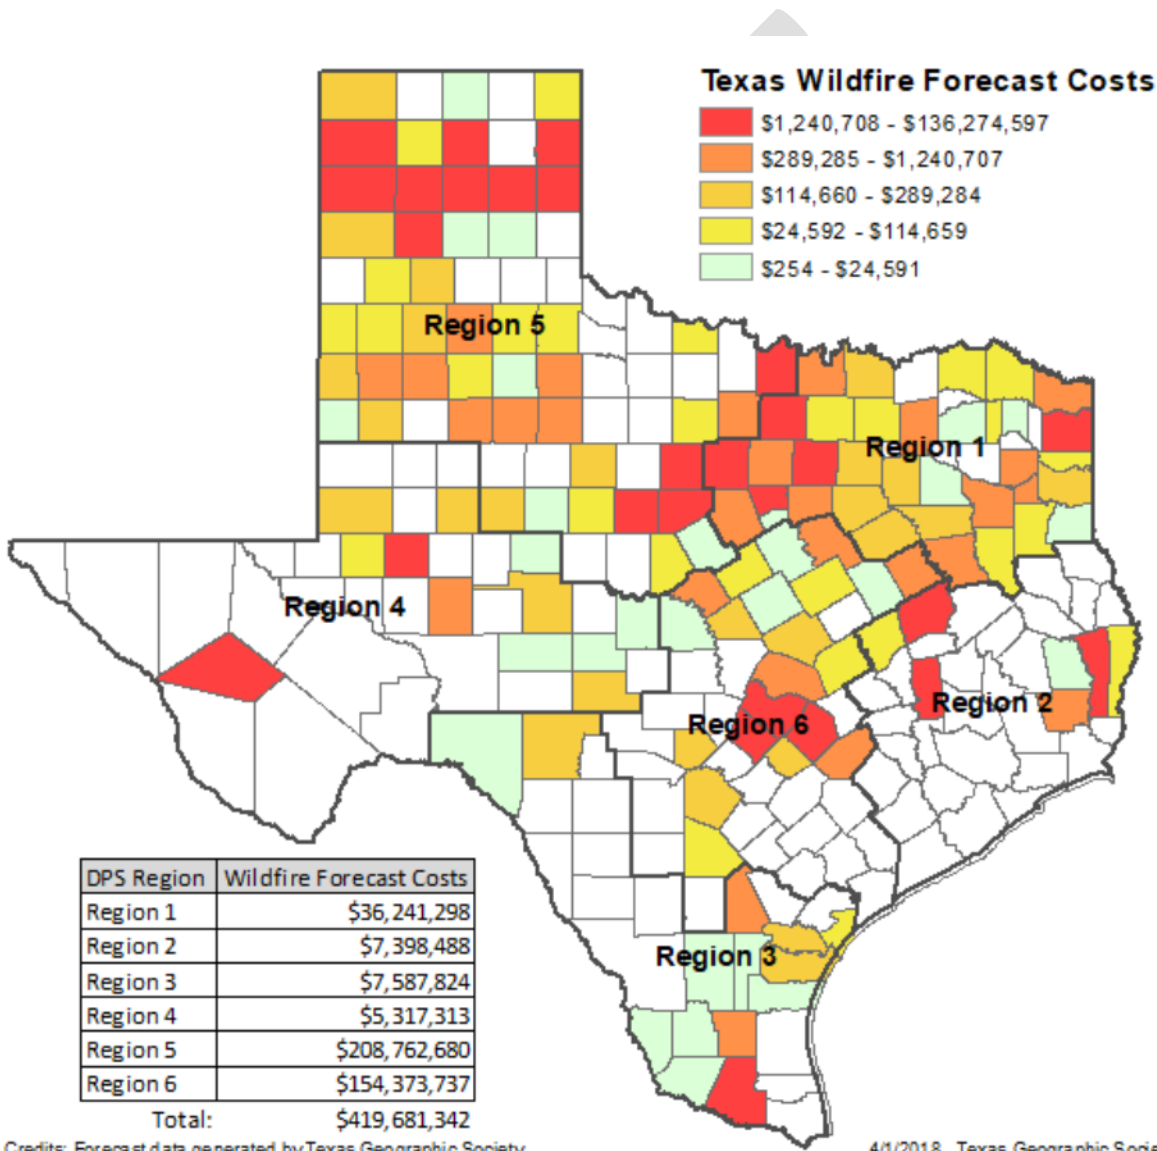 Texas Wildfire Forecast Costs
$1,240,708 - $136,274,597
$289,285 - $1,240,707
$114,660 - $289,284
$24,592 - $114,659
$254 - $24,591
Region 5
Region 1
Region 4
Region 2
Region 6
Region 3
DPS Region Wildfire Forecast Costs
Region 1 $36,241,298
Region 2 $7,398,488
Region 3 $7,587,824
Region 4 $5,317,313
Region 5 $208,762,680
Region 6 $154,373,737
Total: $419,681,342
Credits: Forecast data generated by Texas Geographic Society
4/1/2018 Texas Geographic Socie